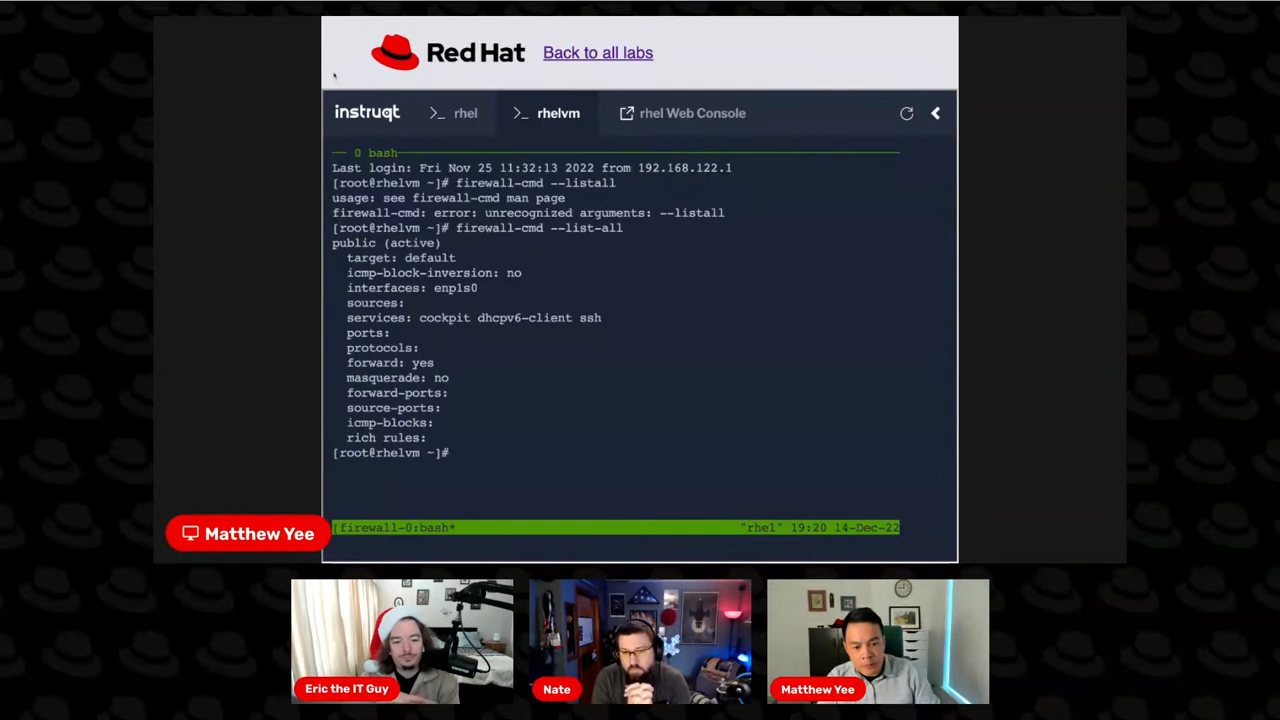 Red Hat Back to all labs
instruqt >_ rhel >_ rhelvm rhel Web Console
0 bash
Last login: Fri Nov 25 11:32:13 2022 from 192.168.122.1
[root@rhelvm ~]# firewall-cmd --listall
usage: see firewall-cmd man page
firewall-cmd: error: unrecognized arguments: --listall
[root@rhelvm ~]# firewall-cmd --list-all
public (active)
target: default
icmp-block-inversion: no
interfaces: enp1s0
sources:
services: cockpit dhcpv6-client ssh
ports:
protocols:
forward: yes
masquerade: no
forward-ports:
source-ports:
icmp-blocks:
rich rules:
[root@rhelvm ~]#
[firewall-0:bash* "rhel" 19:20 14-Dec-22
Matthew Yee
Eric the IT Guy
Nate
Matthew Yee